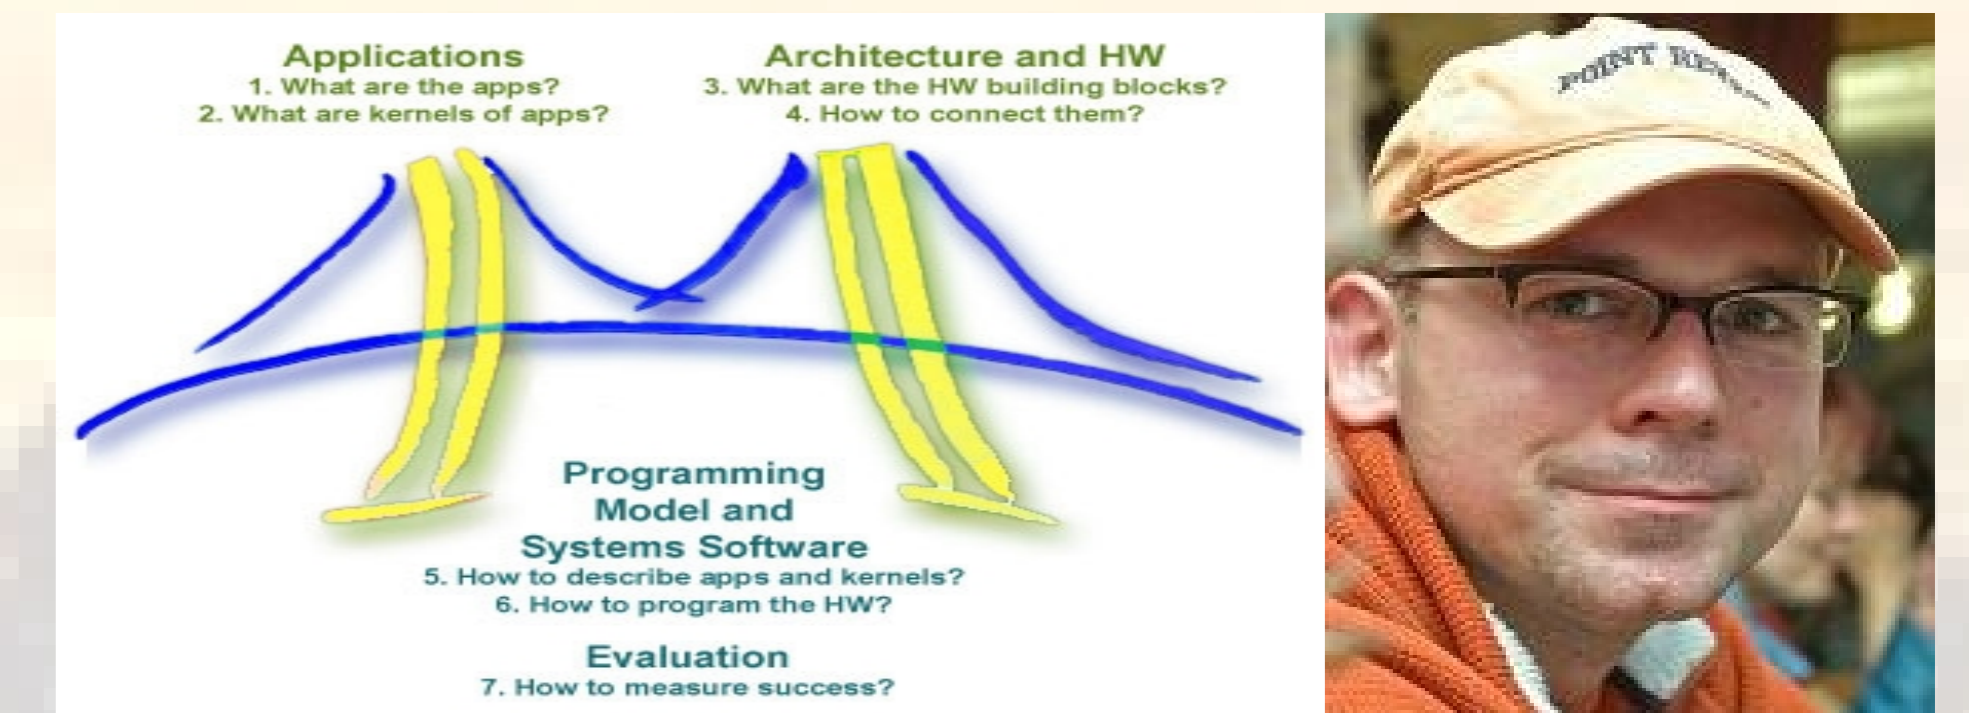 Applications
1. What are the apps?
2. What are kernels of apps?
Architecture and HW
3. What are the HW building blocks?
4. How to connect them?
Programming
Model and
Systems Software
5. How to describe apps and kernels?
6. How to program the HW?
Evaluation
7. How to measure success?
POINT